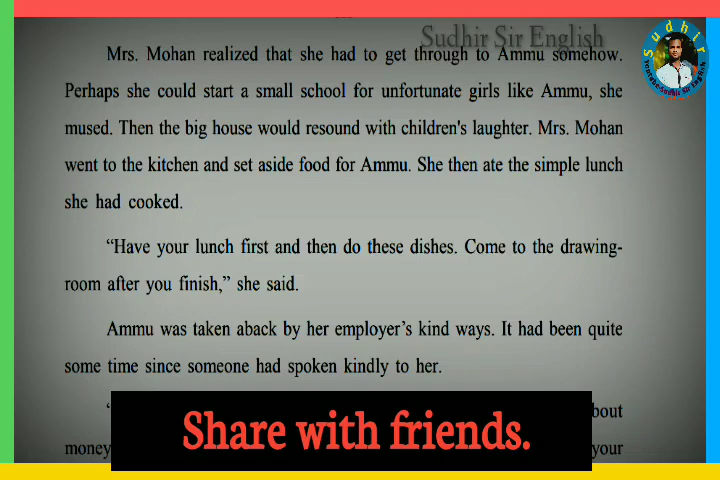 Sudhir Sir English
Sudhir
Youtube-Sudhir Sir English
Mrs. Mohan realized that she had to get through to Ammu somehow.
Perhaps she could start a small school for unfortunate girls like Ammu, she
mused. Then the big house would resound with children's laughter. Mrs. Mohan
went to the kitchen and set aside food for Ammu. She then ate the simple lunch
she had cooked.
“Have your lunch first and then do these dishes. Come to the drawing-
room after you finish,” she said.
Ammu was taken aback by her employer’s kind ways. It had been quite
some time since someone had spoken kindly to her.
bout
money
your
Share with friends.